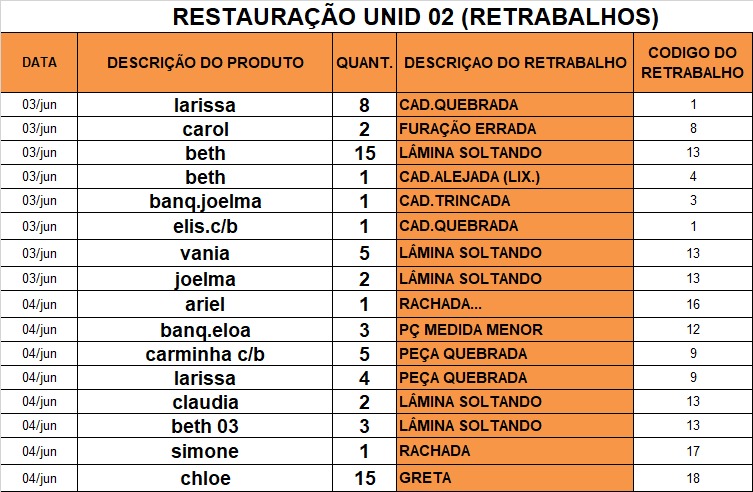 RESTAURAÇÃO UNID 02 (RETRABALHOS)
DATA DESCRIÇÃO DO PRODUTO QUANT. DESCRIÇAO DO RETRABALHO CODIGO DO RETRABALHO
03/jun larissa 8 CAD.QUEBRADA 1
03/jun carol 2 FURAÇÃO ERRADA 8
03/jun beth 15 LÂMINA SOLTANDO 13
03/jun beth 1 CAD.ALEJADA (LIX.) 4
03/jun banq.joelma 1 CAD.TRINCADA 3
03/jun elis.c/b 1 CAD.QUEBRADA 1
03/jun vania 5 LÂMINA SOLTANDO 13
03/jun joelma 2 LÂMINA SOLTANDO 13
04/jun ariel 1 RACHADA... 16
04/jun banq.eloa 3 PÇ MEDIDA MENOR 12
04/jun carminha c/b 5 PEÇA QUEBRADA 9
04/jun larissa 4 PEÇA QUEBRADA 9
04/jun claudia 2 LÂMINA SOLTANDO 13
04/jun beth 03 3 LÂMINA SOLTANDO 13
04/jun simone 1 RACHADA 17
04/jun chloe 15 GRETA 18